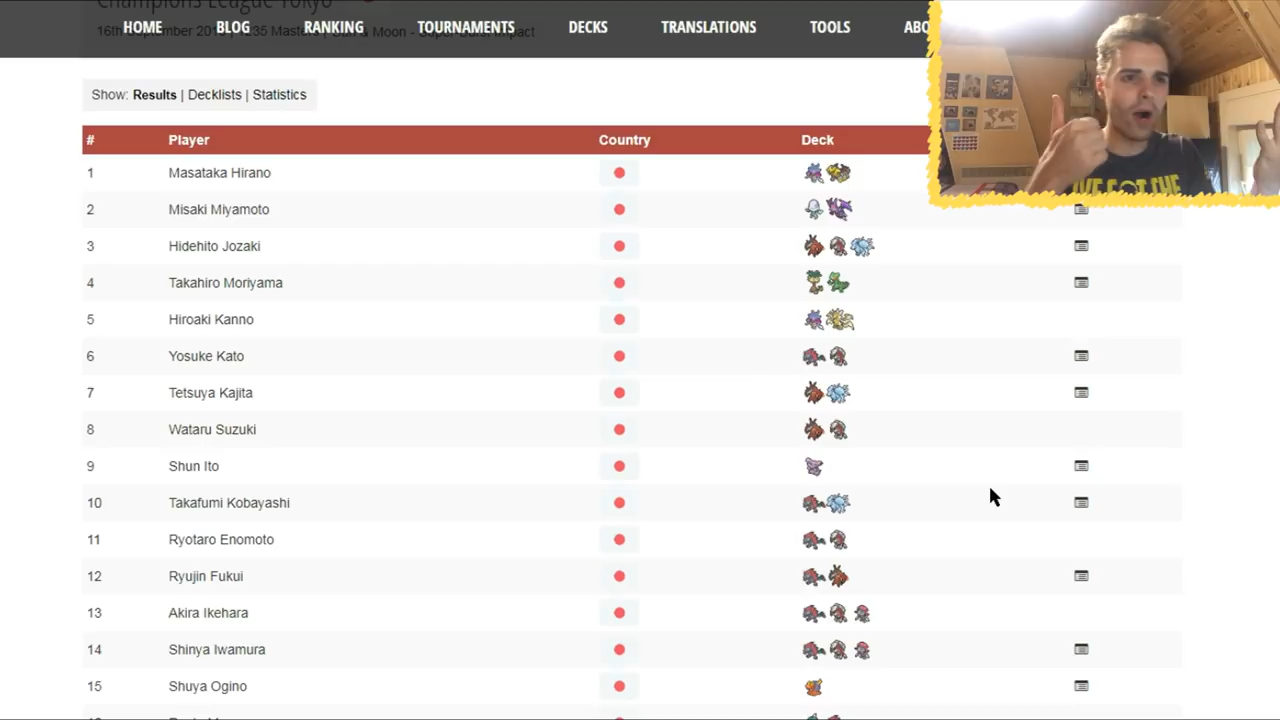 Champions League Tokyo
HOME BLOG RANKING TOURNAMENTS DECKS TRANSLATIONS TOOLS
16th September
Show: Results | Decklists | Statistics
# Player Country Deck
1 Masataka Hirano
2 Misaki Miyamoto
3 Hidehito Jozaki
4 Takahiro Moriyama
5 Hiroaki Kanno
6 Yosuke Kato
7 Tetsuya Kajita
8 Wataru Suzuki
9 Shun Ito
10 Takafumi Kobayashi
11 Ryotaro Enomoto
12 Ryujin Fukui
13 Akira Ikehara
14 Shinya Iwamura
15 Shuya Ogino